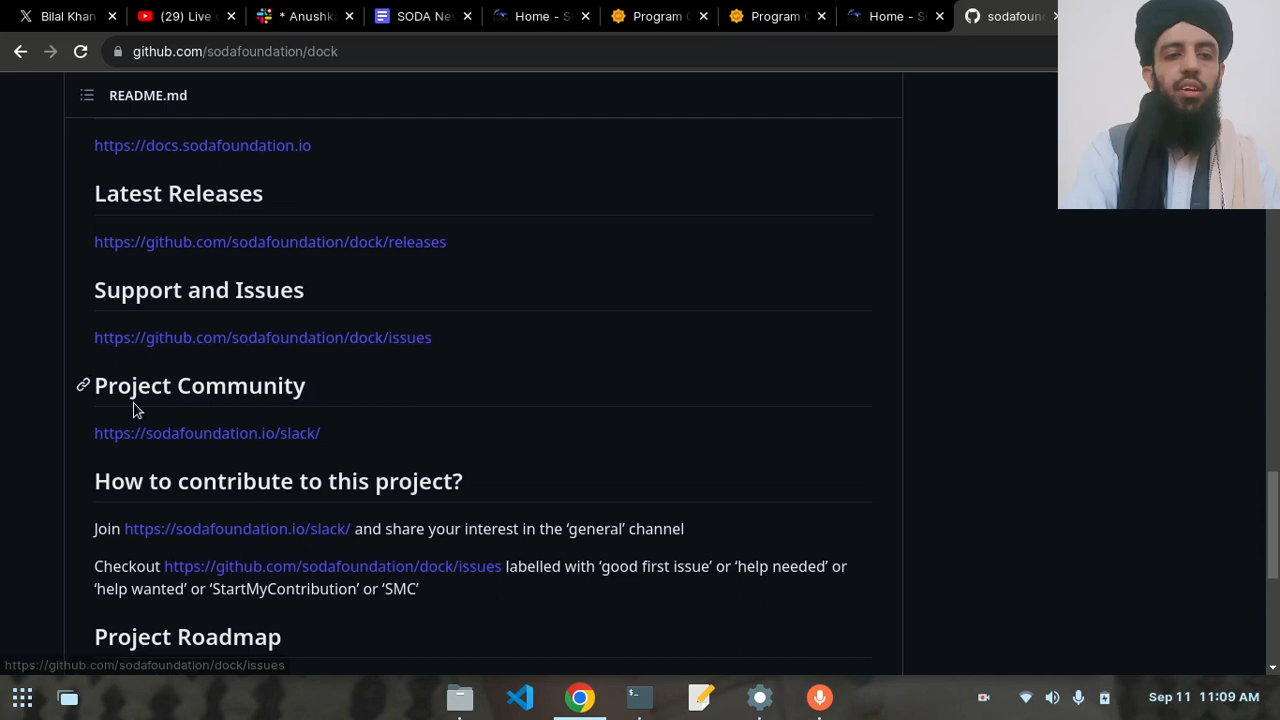 Bilal Khan
(29) Live c
* Anushka
SODA Ne
Home - S
Program G
Program G
Home - S
sodafoun
github.com/sodafoundation/dock
README.md
https://docs.sodafoundation.io
Latest Releases
https://github.com/sodafoundation/dock/releases
Support and Issues
https://github.com/sodafoundation/dock/issues
Project Community
https://sodafoundation.io/slack/
How to contribute to this project?
Join https://sodafoundation.io/slack/ and share your interest in the ‘general’ channel
Checkout https://github.com/sodafoundation/dock/issues labelled with ‘good first issue’ or ‘help needed’ or
‘help wanted’ or ‘StartMyContribution’ or ‘SMC’
Project Roadmap
https://github.com/sodafoundation/dock/issues
Sep 11 11:09 AM